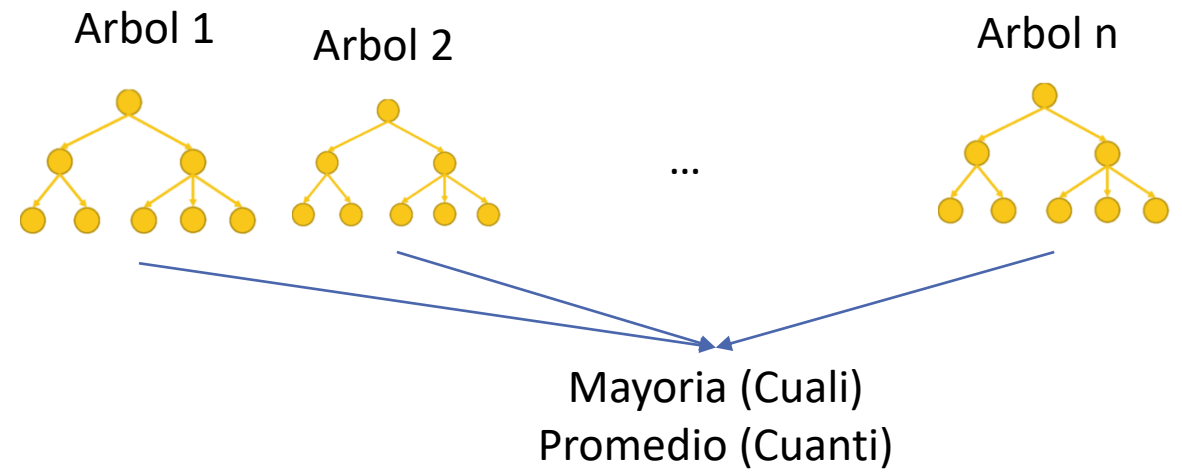 Arbol 1
Arbol 2
Arbol n
...
Mayoria (Cuali)
Promedio (Cuanti)